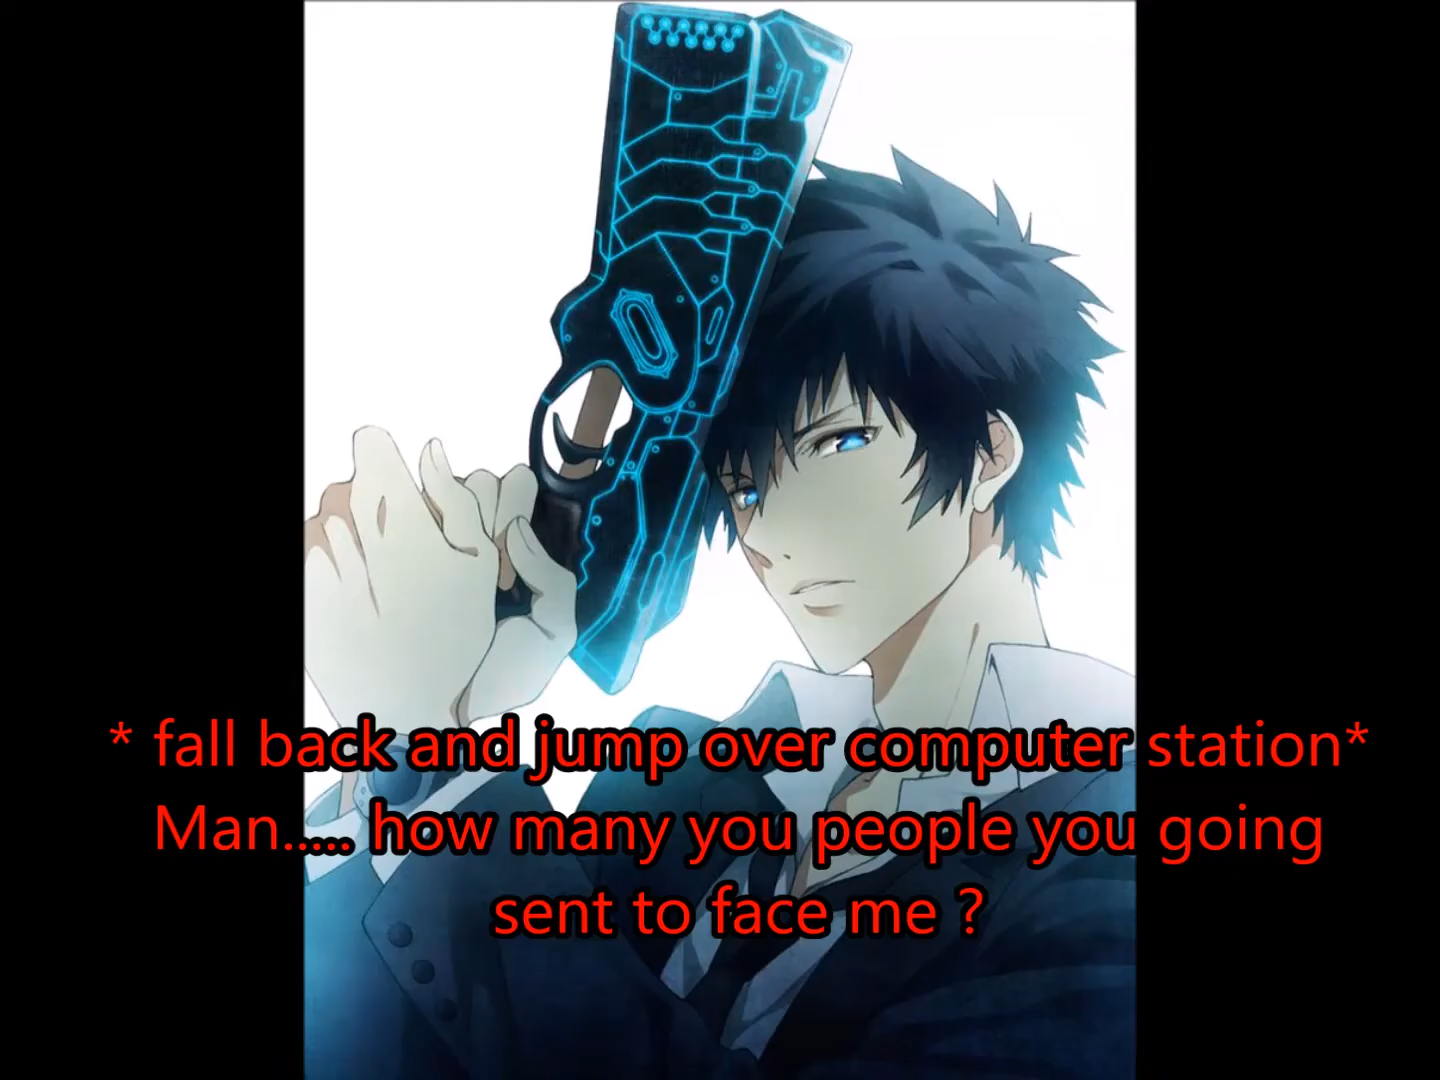 * fall back and jump over computer station*
Man..... how many you people you going
sent to face me ?